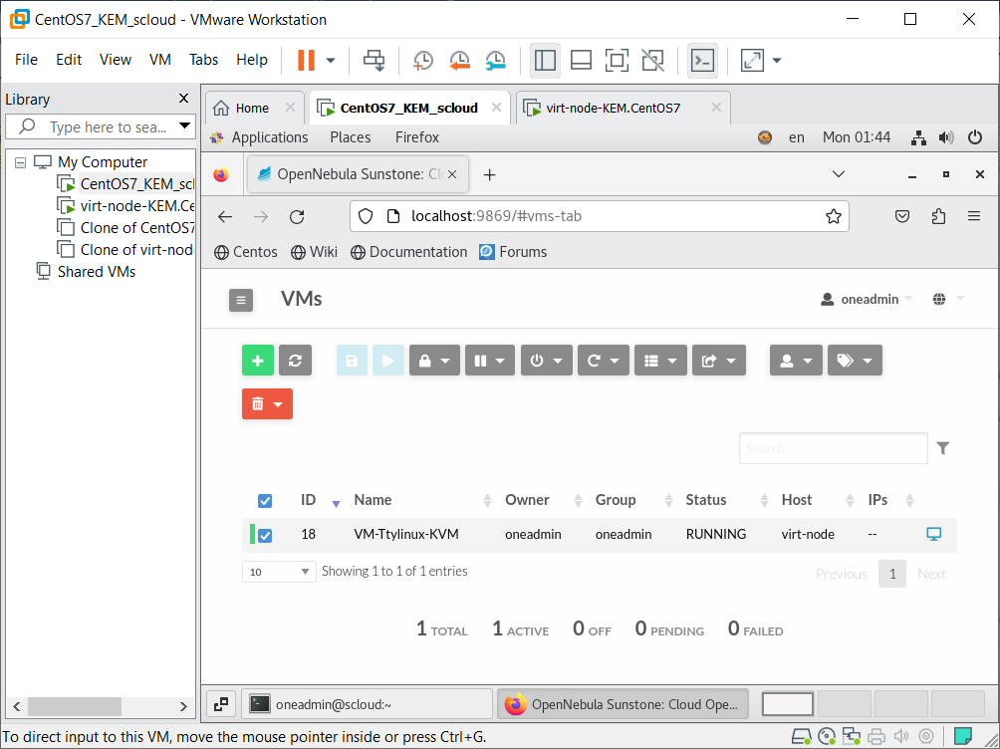 CentOS7_KEM_scloud - VMware Workstation
File Edit View VM Tabs Help
Library
Type here to sea...
My Computer
CentOS7_KEM_scl
virt-node-KEM.Ce
Clone of CentOS7
Clone of virt-nod
Shared VMs
Home CentOS7_KEM_scloud virt-node-KEM.CentOS7
Applications Places Firefox en Mon 01:44
OpenNebula Sunstone: Clo
localhost:9869/#vms-tab
Centos Wiki Documentation Forums
VMs oneadmin
Search
ID Name Owner Group Status Host IPs
18 VM-Ttylinux-KVM oneadmin oneadmin RUNNING virt-node --
10 Showing 1 to 1 of 1 entries Previous 1 Next
1 TOTAL 1 ACTIVE 0 OFF 0 PENDING 0 FAILED
oneadmin@scloud:~ OpenNebula Sunstone: Cloud Ope...
To direct input to this VM, move the mouse pointer inside or press Ctrl+G.